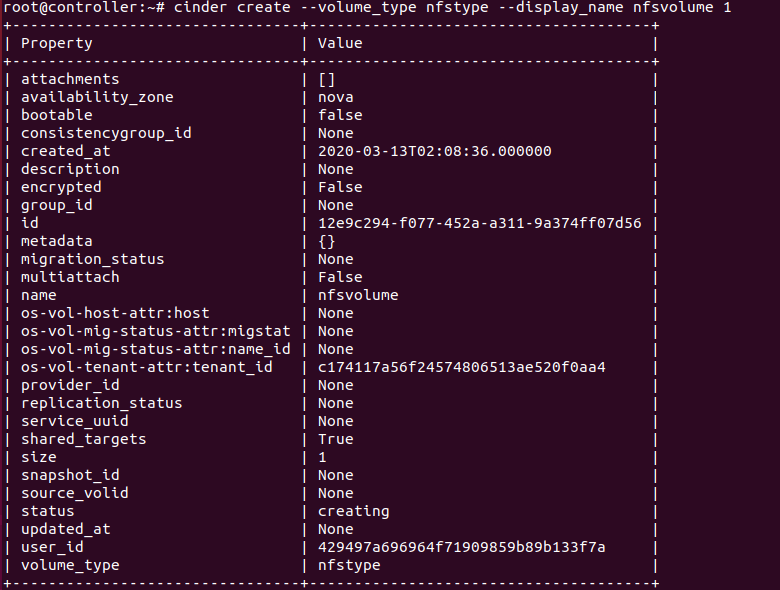 root@controller:~# cinder create --volume_type nfstype --display_name nfsvolume 1
+--------------------------------+--------------------------------------+
| Property                       | Value                                |
+--------------------------------+--------------------------------------+
| attachments                    | []                                   |
| availability_zone              | nova                                 |
| bootable                       | false                                |
| consistencygroup_id            | None                                 |
| created_at                     | 2020-03-13T02:08:36.000000           |
| description                    | None                                 |
| encrypted                      | False                                |
| group_id                       | None                                 |
| id                             | 12e9c294-f077-452a-a311-9a374ff07d56 |
| metadata                       | {}                                   |
| migration_status               | None                                 |
| multiattach                    | False                                |
| name                           | nfsvolume                            |
| os-vol-host-attr:host          | None                                 |
| os-vol-mig-status-attr:migstat | None                                 |
| os-vol-mig-status-attr:name_id | None                                 |
| os-vol-tenant-attr:tenant_id   | c174117a56f24574806513ae520f0aa4     |
| provider_id                    | None                                 |
| replication_status             | None                                 |
| service_uuid                   | None                                 |
| shared_targets                 | True                                 |
| size                           | 1                                    |
| snapshot_id                    | None                                 |
| source_volid                   | None                                 |
| status                         | creating                             |
| updated_at                     | None                                 |
| user_id                        | 429497a696964f71909859b89b133f7a     |
| volume_type                    | nfstype                              |
+--------------------------------+--------------------------------------+